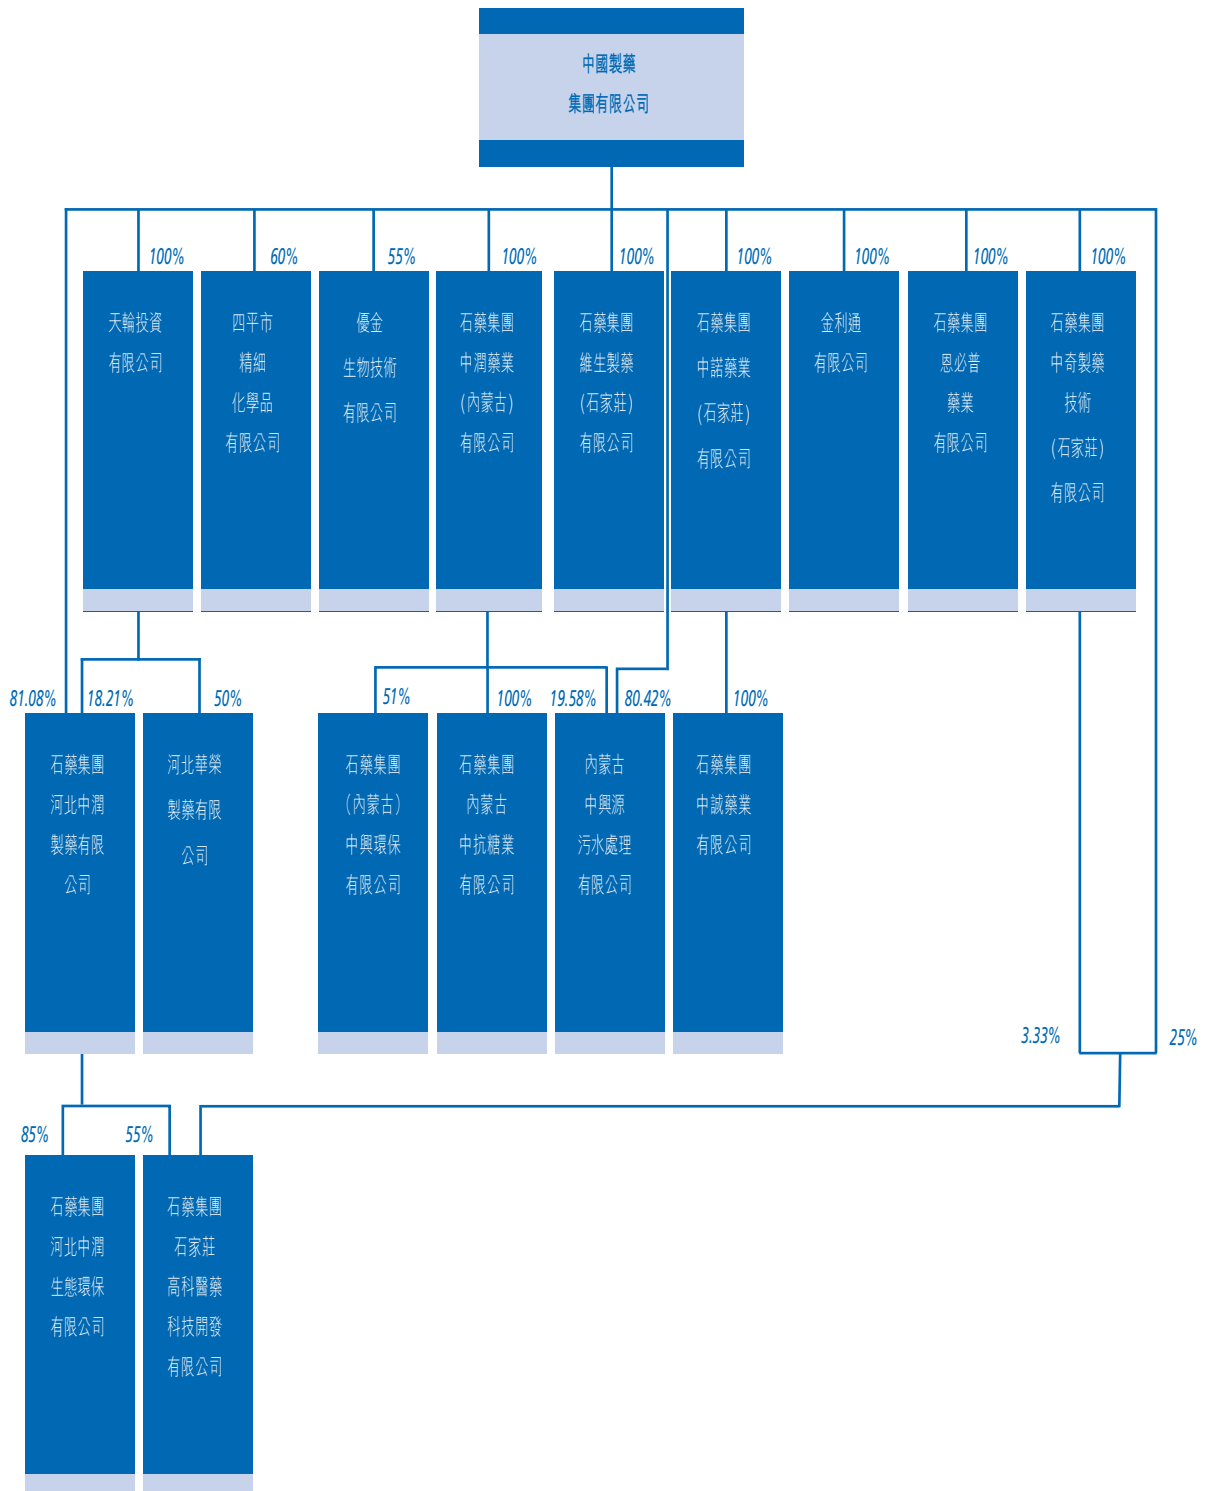 中國製藥
集團有限公司
100%
60%
55%
100%
100%
100%
100%
100%
100%
天輪投資
有限公司
四平市
精細
化學品
有限公司
優金
生物技術
有限公司
石藥集團
中潤藥業
(內蒙古)
有限公司
石藥集團
維生製藥
(石家莊)
有限公司
石藥集團
中諾藥業
(石家莊)
有限公司
金利通
有限公司
石藥集團
恩必普
藥業
有限公司
石藥集團
中奇製藥
技術
(石家莊)
有限公司
81.08%
18.21%
50%
51%
100%
19.58%
80.42%
100%
石藥集團
河北中潤
製藥有限
公司
河北華榮
製藥有限
公司
石藥集團
(內蒙古)
中興環保
有限公司
石藥集團
內蒙古
中抗糖業
有限公司
內蒙古
中興源
污水處理
有限公司
石藥集團
中誠藥業
有限公司
3.33%
25%
85%
55%
石藥集團
河北中潤
生態環保
有限公司
石藥集團
石家莊
高科醫藥
科技開發
有限公司